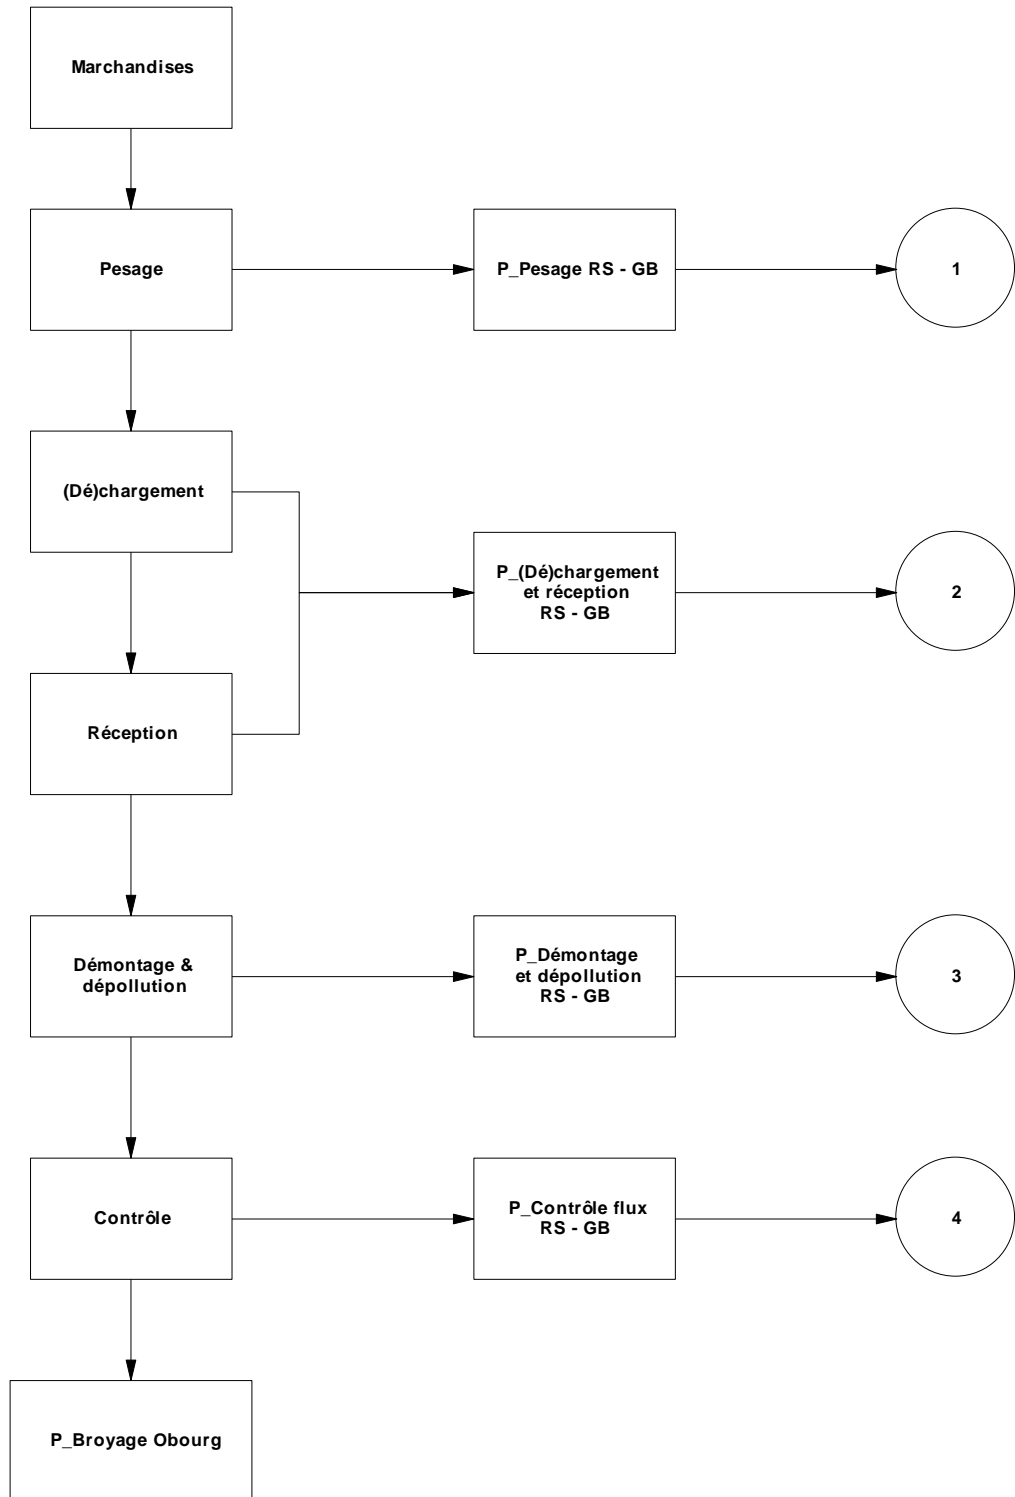 Marchandises
Pesage
P_Pesage RS - GB
1
(Dé)chargement
P_(Dé)chargement
et réception
RS - GB
2
Réception
Démontage &
dépollution
P_Démontage
et dépollution
RS - GB
3
Contrôle
P_Contrôle flux
RS - GB
4
P_Broyage Obourg